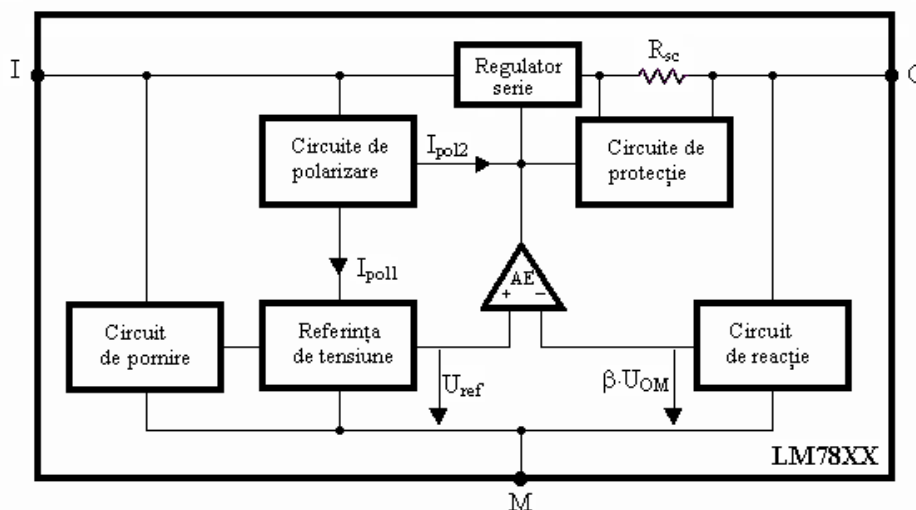 I
Regulator
serie
R_sc
O
Circuite de
polarizare
I_pol2
Circuite de
protecție
I_pol1
AE
+ −
Circuit
de pornire
Referința
de tensiune
U_ref
β·U_OM
Circuit
de reacție
LM78XX
M